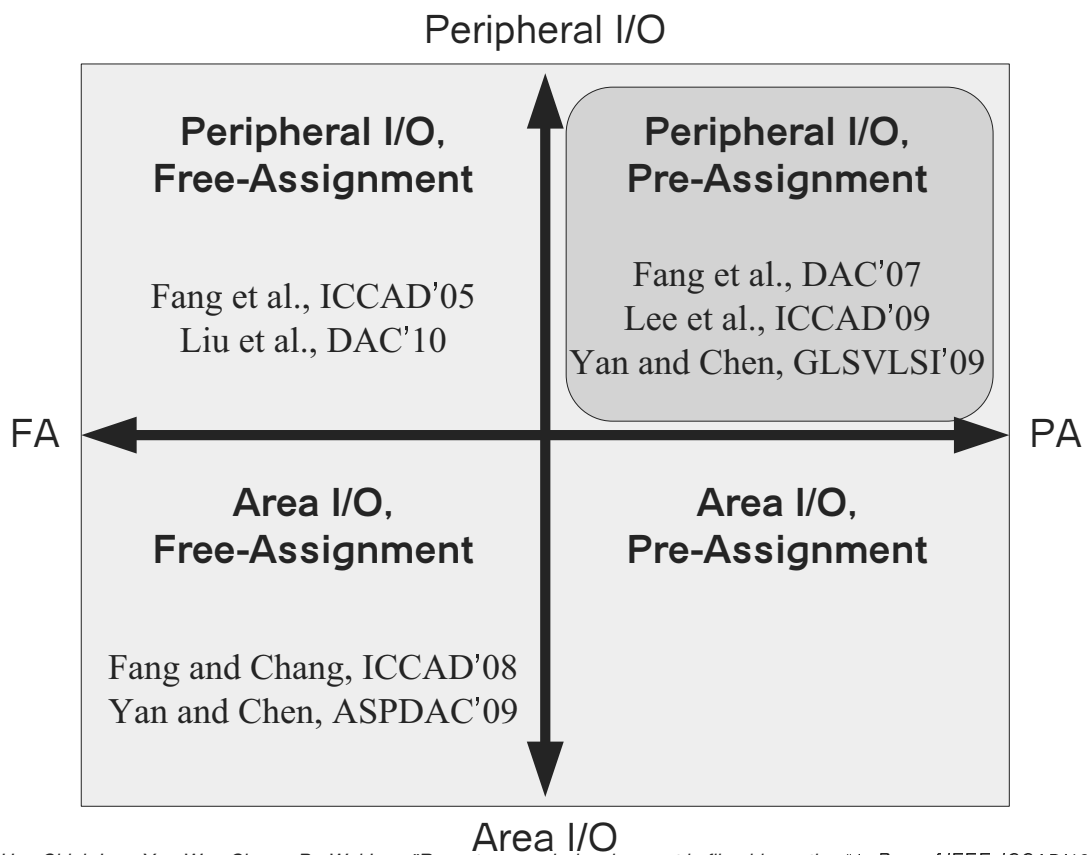 Peripheral I/O
Peripheral I/O,
Free-Assignment
Fang et al., ICCAD'05
Liu et al., DAC'10
Peripheral I/O,
Pre-Assignment
Fang et al., DAC'07
Lee et al., ICCAD'09
Yan and Chen, GLSVLSI'09
FA
PA
Area I/O,
Free-Assignment
Fang and Chang, ICCAD'08
Yan and Chen, ASPDAC'09
Area I/O,
Pre-Assignment
Area I/O